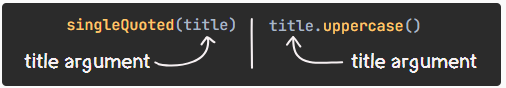 singleQuoted(title)
title argument
title.uppercase()
title argument